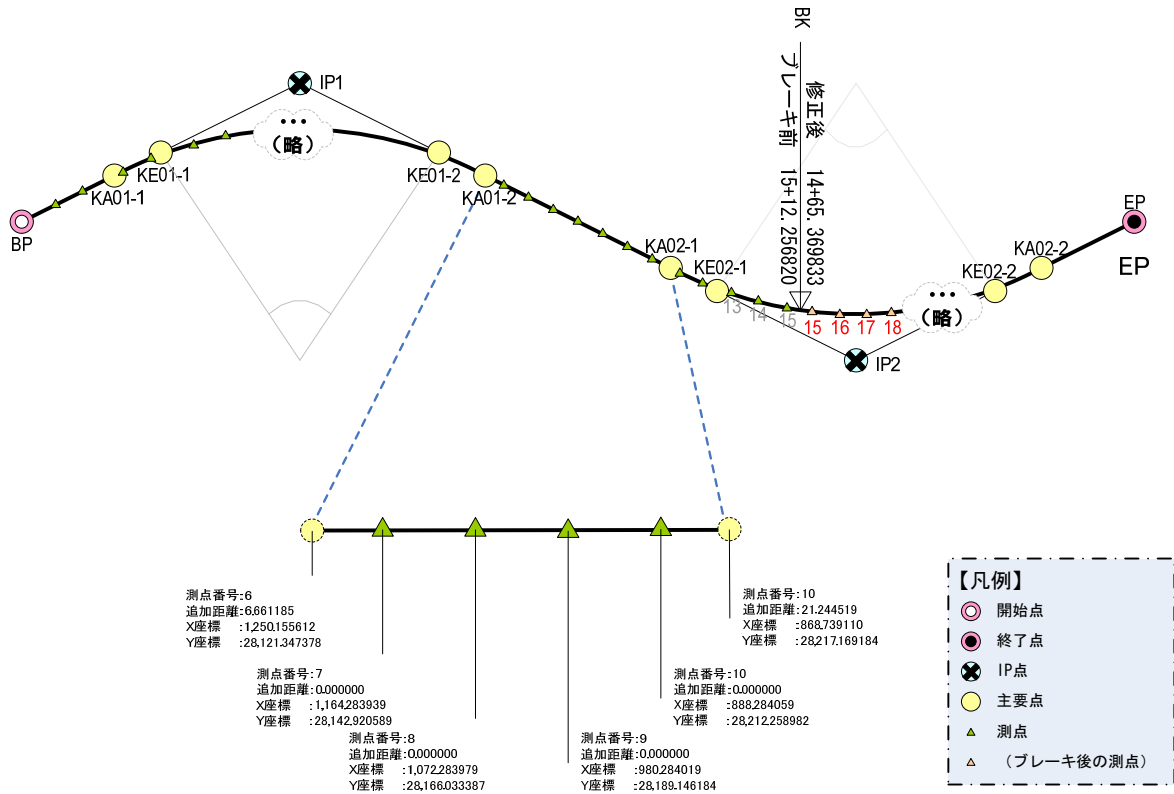 IP1
•••
（略）
KE01-1
KA01-1
BP
KE01-2
KA01-2
KA02-1
KE02-1
13
14
15
15
16
17
18
BK
修正後 14+65.369833
ブレーキ前 15+12.256820
•••
（略）
IP2
KE02-2
KA02-2
EP
EP
測点番号:6
追加距離:6.661185
X座標 :1,250.155612
Y座標 :28,121.347378
測点番号:7
追加距離:0.000000
X座標 :1,164.283939
Y座標 :28,142.920589
測点番号:8
追加距離:0.000000
X座標 :1,072.283979
Y座標 :28,166.033387
測点番号:9
追加距離:0.000000
X座標 :980.284019
Y座標 :28,189.146184
測点番号:10
追加距離:0.000000
X座標 :888.284059
Y座標 :28,212.258982
測点番号:10
追加距離:21.244519
X座標 :868.739110
Y座標 :28,217.169184
【凡例】
開始点
終了点
IP点
主要点
測点
（ブレーキ後の測点）